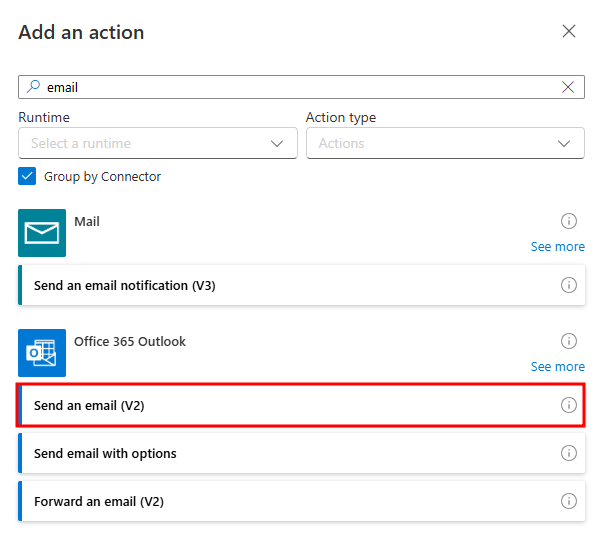 Add an action
email
Runtime
Action type
Select a runtime
Actions
Group by Connector
Mail
See more
Send an email notification (V3)
Office 365 Outlook
See more
Send an email (V2)
Send email with options
Forward an email (V2)